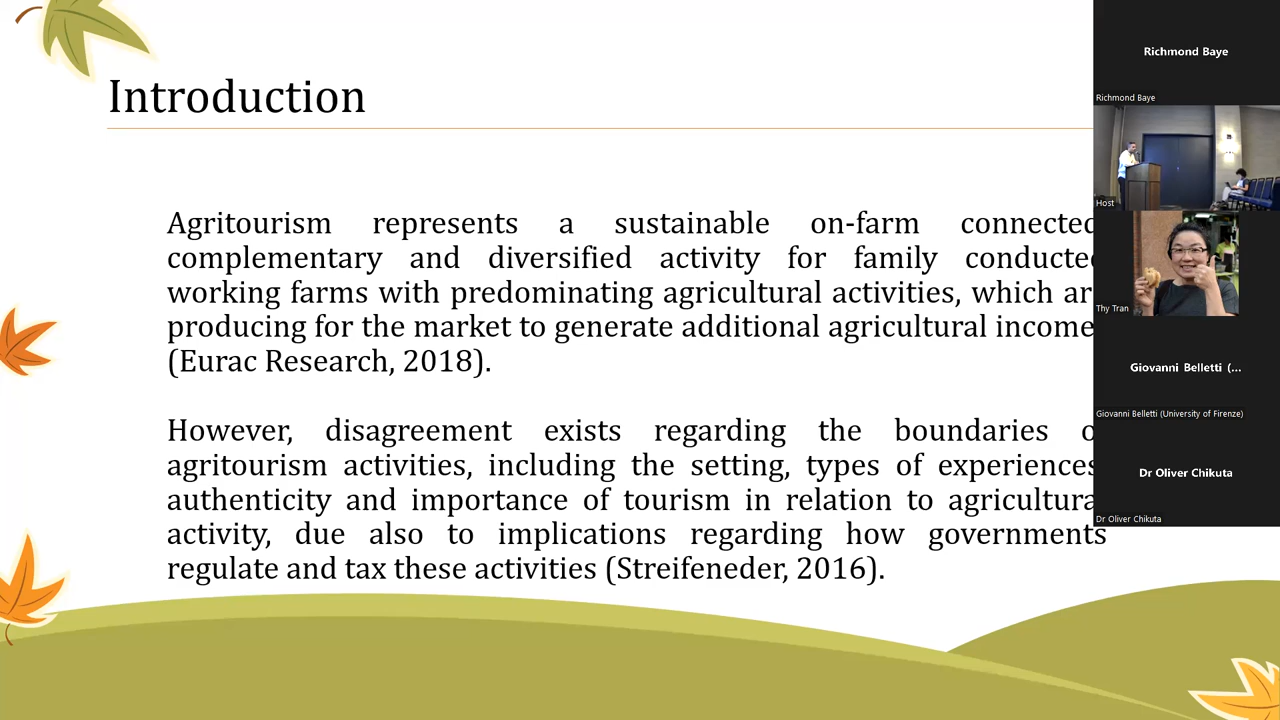 Introduction
Agritourism represents a sustainable on-farm connected
complementary and diversified activity for family conducted
working farms with predominating agricultural activities, which ar
producing for the market to generate additional agricultural income
(Eurac Research, 2018).
However, disagreement exists regarding the boundaries o
agritourism activities, including the setting, types of experiences
authenticity and importance of tourism in relation to agricultura
activity, due also to implications regarding how governments
regulate and tax these activities (Streifeneder, 2016).
Richmond Baye
Richmond Baye
Host
Thy Tran
Giovanni Belletti (...
Giovanni Belletti (University of Firenze)
Dr Oliver Chikuta
Dr Oliver Chikuta